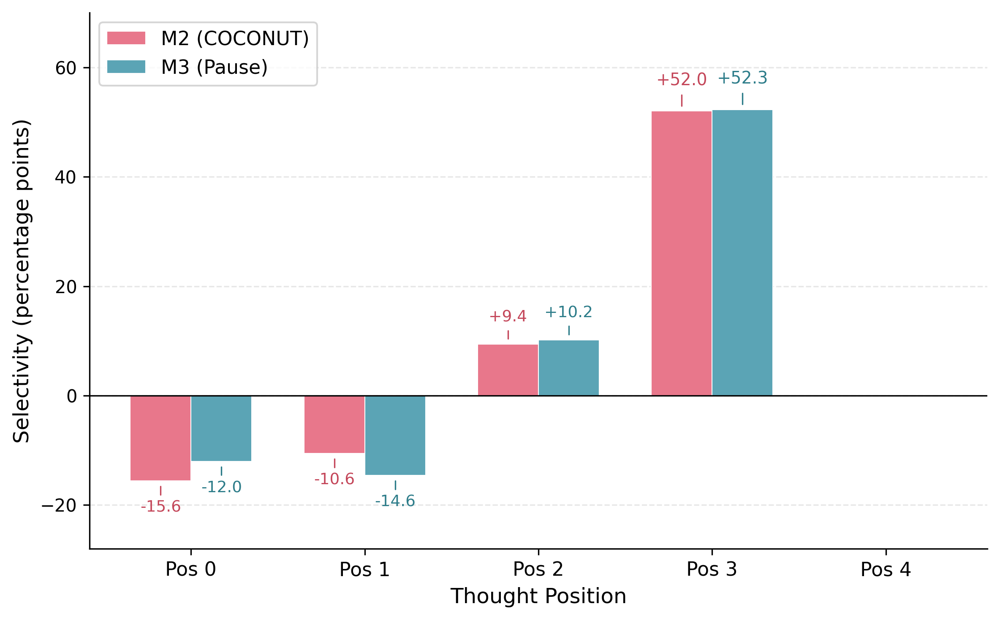 M2 (COCONUT)
M3 (Pause)
Selectivity (percentage points)
60
40
20
0
−20
+52.0
+52.3
+9.4
+10.2
-15.6
-12.0
-10.6
-14.6
Pos 0
Pos 1
Pos 2
Pos 3
Pos 4
Thought Position